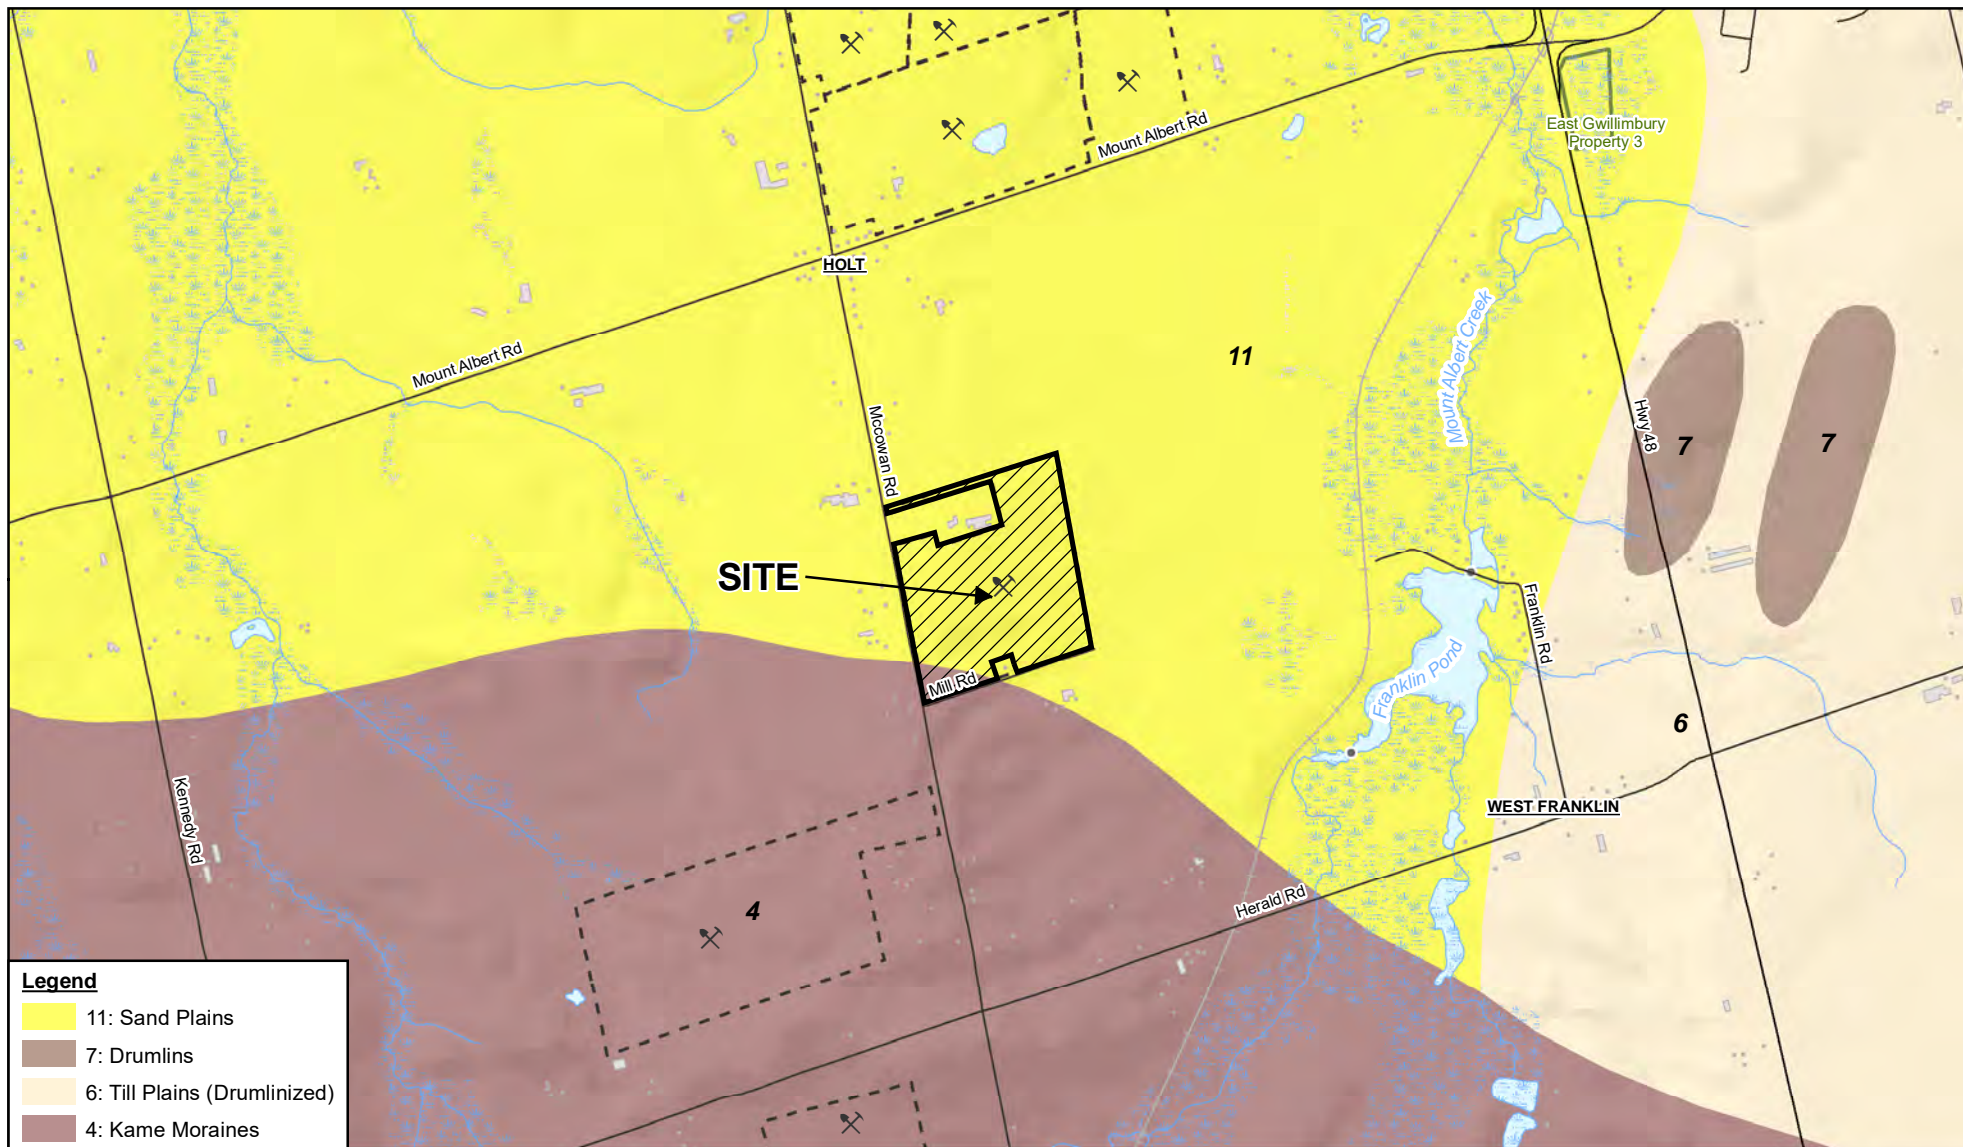 Mount Albert Rd
East Gwillimbury
Property 3
HOLT
Mount Albert Creek
Mount Albert Rd
11
Mccowan Rd
Hwy 48
7
7
SITE
Franklin Rd
Franklin Pond
Mill Rd
6
Kennedy Rd
WEST FRANKLIN
Herald Rd
4
Legend
11: Sand Plains
7: Drumlins
6: Till Plains (Drumlinized)
4: Kame Moraines